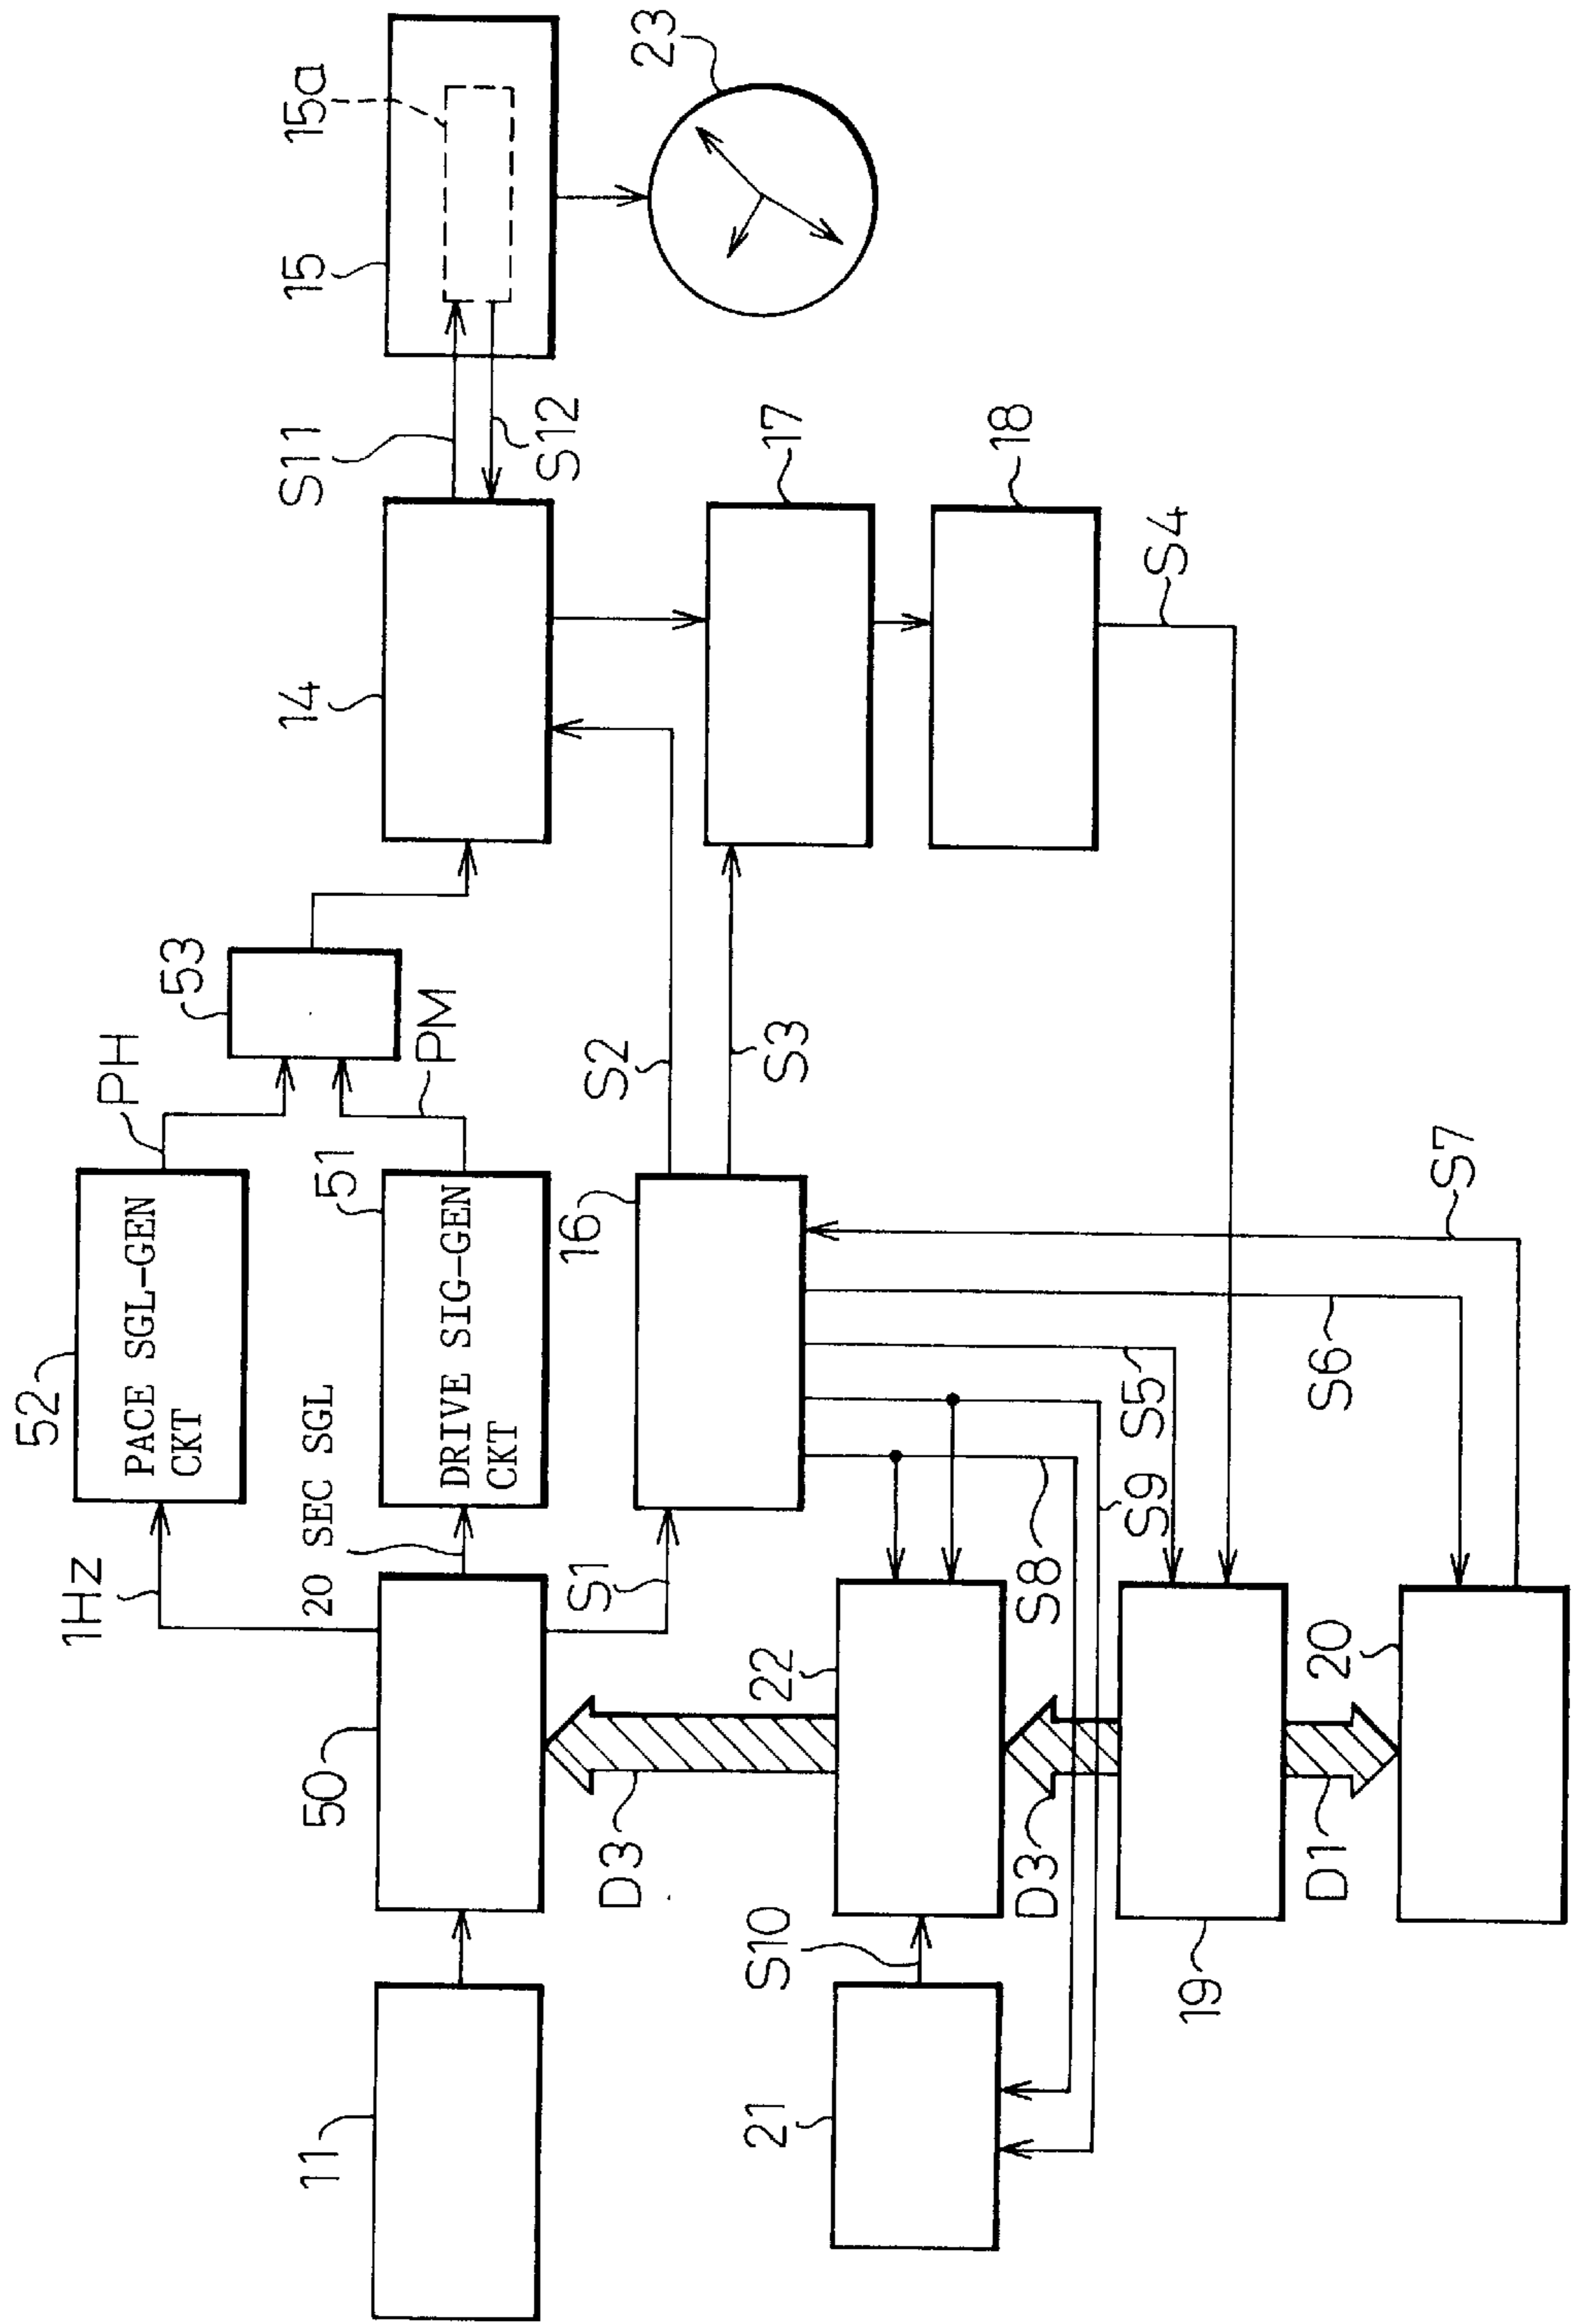 52
PACE SGL-GEN
CKT
PH
1Hz
53
PM
51
DRIVE SIG-GEN
CKT
20 SEC SGL
11
50
14
S11
S12
15
15a
23
S1
16
S2
S3
17
18
S4
D3
22
S10
21
S8
S9
S5
S6
S7
D3
19
D1
20